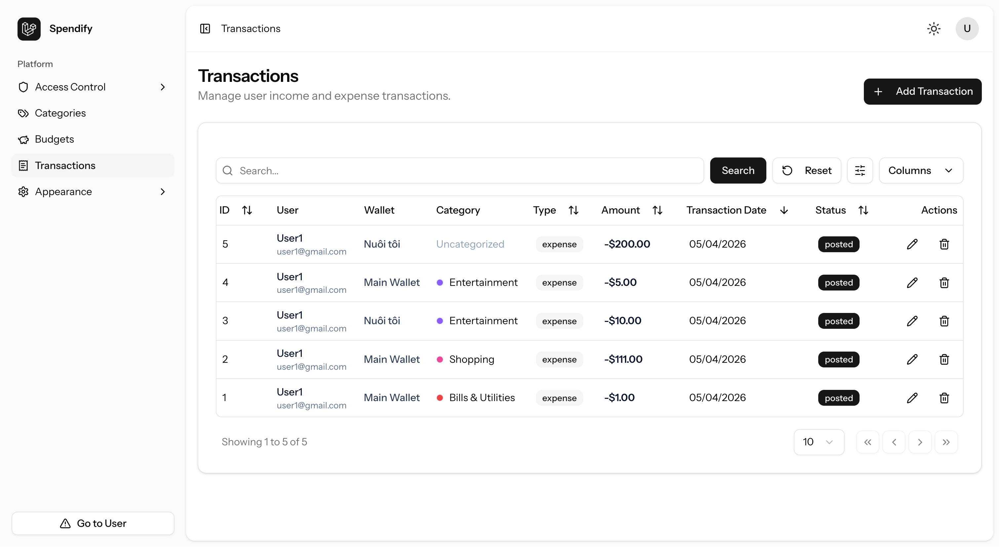 Spendify
Platform
Access Control
Categories
Budgets
Transactions
Appearance
Go to User
Transactions
U
Transactions
Manage user income and expense transactions.
Add Transaction
Search...
Search
Reset
Columns
ID User Wallet Category Type Amount Transaction Date Status Actions
5 User1 user1@gmail.com Nuôi tôi Uncategorized expense -$200.00 05/04/2026 posted
4 User1 user1@gmail.com Main Wallet Entertainment expense -$5.00 05/04/2026 posted
3 User1 user1@gmail.com Nuôi tôi Entertainment expense -$10.00 05/04/2026 posted
2 User1 user1@gmail.com Main Wallet Shopping expense -$111.00 05/04/2026 posted
1 User1 user1@gmail.com Main Wallet Bills & Utilities expense -$1.00 05/04/2026 posted
Showing 1 to 5 of 5
10